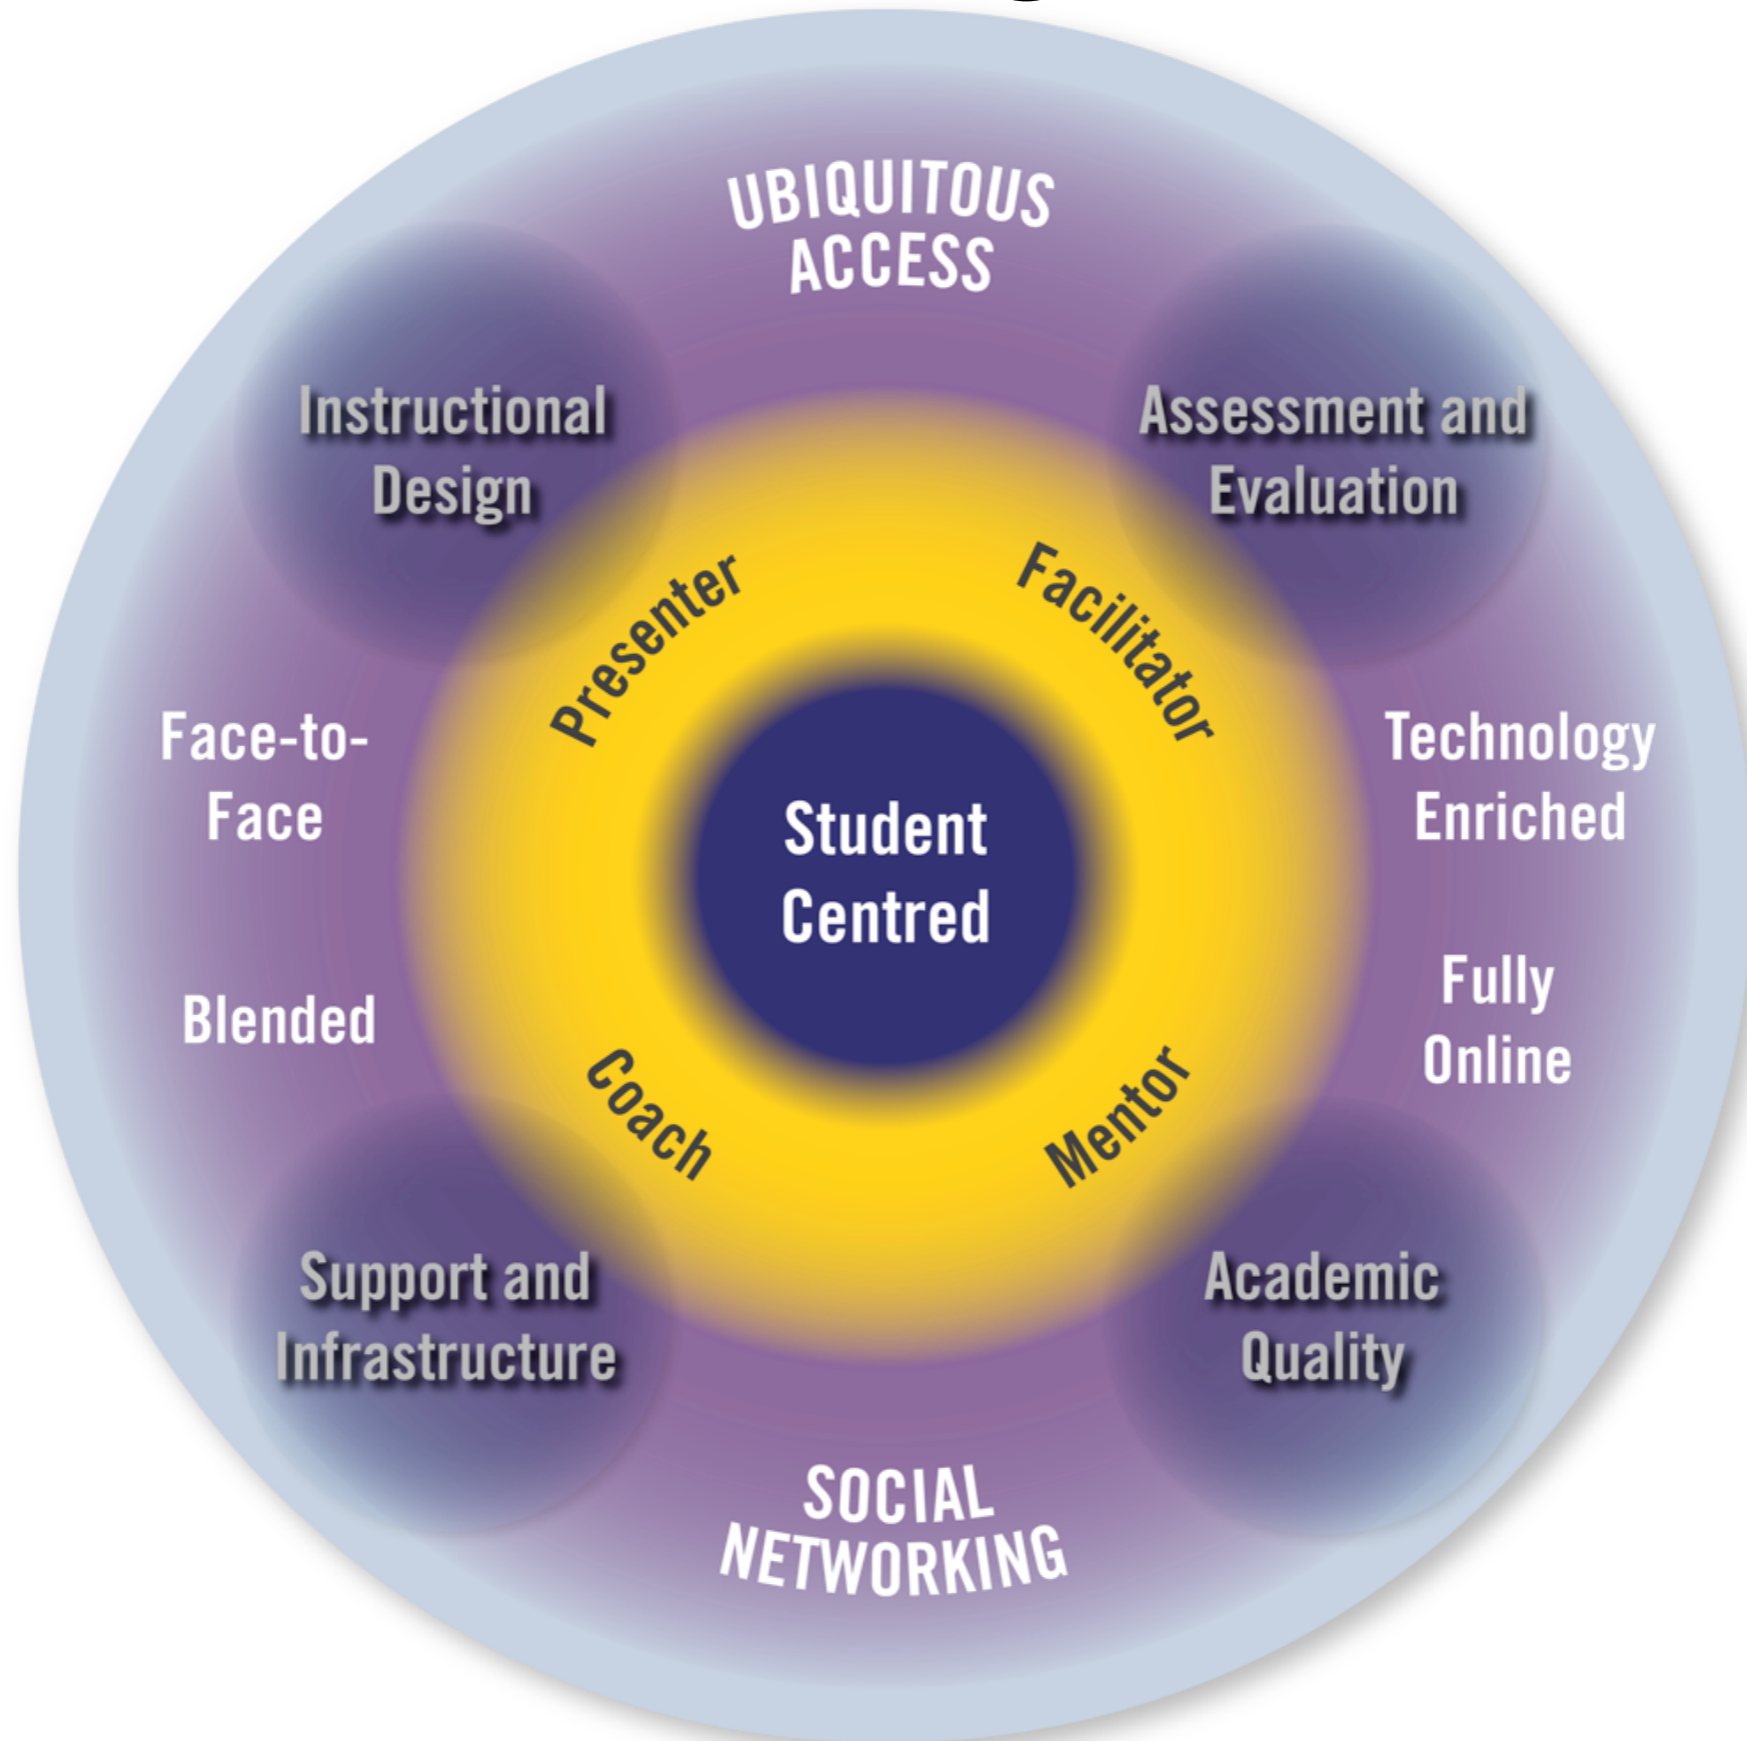 UBIQUITOUS
ACCESS
Instructional
Design
Assessment and
Evaluation
Presenter
Facilitator
Face-to-
Face
Technology
Enriched
Student
Centred
Blended
Fully
Online
Coach
Mentor
Support and
Infrastructure
Academic
Quality
SOCIAL
NETWORKING